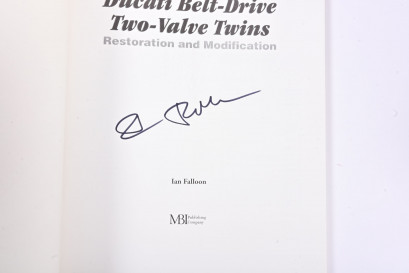 Ducati Belt-Drive
Two-Valve Twins
Restoration and Modification
Ian Falloon
MBI Publishing
Company